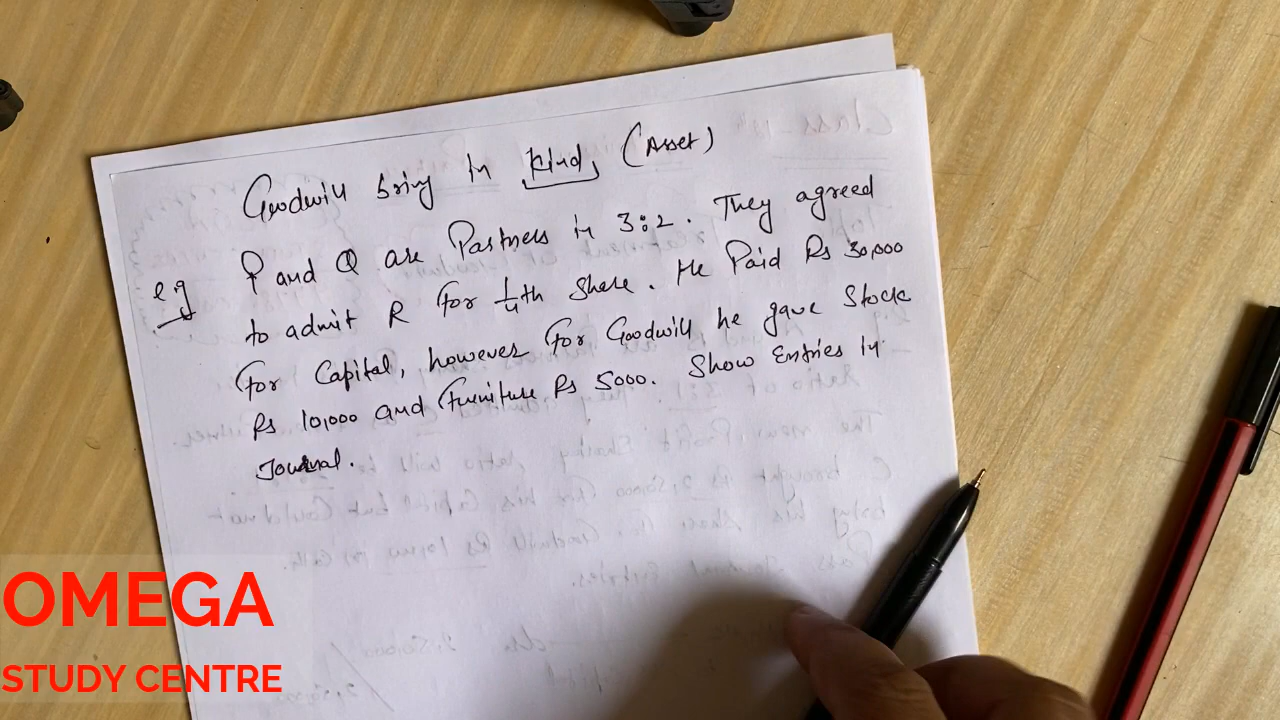 Goodwill bring in kind, (Asset)
eg P and Q are Partners in 3:2. They agreed
to admit R for 1/4th share. He Paid Rs 30,000
for Capital, however for Goodwill he gave Stock
Rs 10,000 and furniture Rs 5000. Show Entries in
Journal.
OMEGA
STUDY CENTRE